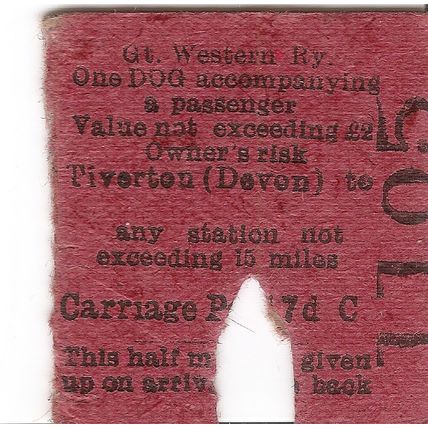 Gt. Western Ry.
One DOG accompanying
a passenger
Value not exceeding £2
Owner's risk
Tiverton (Devon) to
any station not
exceeding 15 miles
Carriage P 7d C
This half m given
up on arriv back